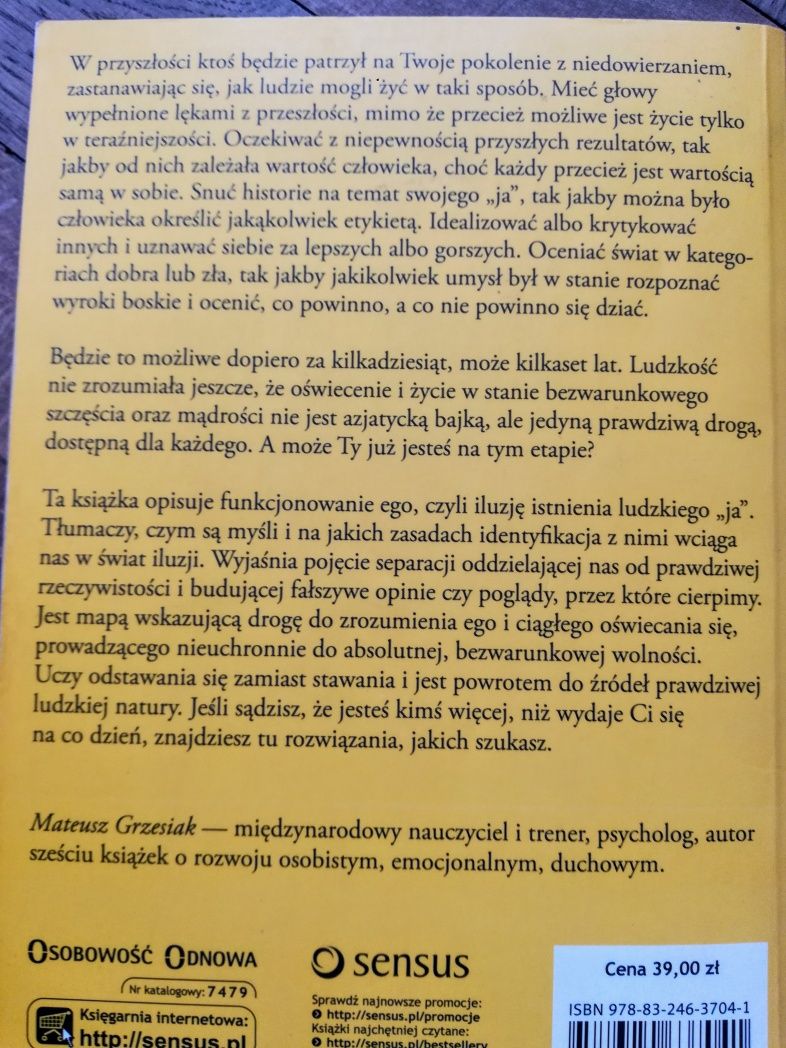 W przyszłości ktoś będzie patrzył na Twoje pokolenie z niedowierzaniem,
zastanawiając się, jak ludzie mogli żyć w taki sposób. Mieć głowy
wypełnione lękami z przeszłości, mimo że przecież możliwe jest życie tylko
w teraźniejszości. Oczekiwać z niepewnością przyszłych rezultatów, tak
jakby od nich zależała wartość człowieka, choć każdy przecież jest wartością
samą w sobie. Snuć historie na temat swojego „ja”, tak jakby można było
człowieka określić jakąkolwiek etykietą. Idealizować albo krytykować
innych i uznawać siebie za lepszych albo gorszych. Oceniać świat w katego-
riach dobra lub zła, tak jakby jakikolwiek umysł był w stanie rozpoznać
wyroki boskie i ocenić, co powinno, a co nie powinno się dziać.
Będzie to możliwe dopiero za kilkadziesiąt, może kilkaset lat. Ludzkość
nie zrozumiała jeszcze, że oświecenie i życie w stanie bezwarunkowego
szczęścia oraz mądrości nie jest azjatycką bajką, ale jedyną prawdziwą drogą,
dostępną dla każdego. A może Ty już jesteś na tym etapie?
Ta książka opisuje funkcjonowanie ego, czyli iluzję istnienia ludzkiego „ja”.
Tłumaczy, czym są myśli i na jakich zasadach identyfikacja z nimi wciąga
nas w świat iluzji. Wyjaśnia pojęcie separacji oddzielającej nas od prawdziwej
rzeczywistości i budującej fałszywe opinie czy poglądy, przez które cierpimy.
Jest mapą wskazującą drogę do zrozumienia ego i ciągłego oświecania się,
prowadzącego nieuchronnie do absolutnej, bezwarunkowej wolności.
Uczy odstawania się zamiast stawania i jest powrotem do źródeł prawdziwej
ludzkiej natury. Jeśli sądzisz, że jesteś kimś więcej, niż wydaje Ci się
na co dzień, znajdziesz tu rozwiązania, jakich szukasz.
Mateusz Grzesiak — międzynarodowy nauczyciel i trener, psycholog, autor
sześciu książek o rozwoju osobistym, emocjonalnym, duchowym.
OSOBOWOŚĆ ODNOWA
Nr katalogowy: 7479
Księgarnia internetowa:
http://sensus.pl
sensus
Sprawdź najnowsze promocje:
http://sensus.pl/promocje
Książki najchętniej czytane:
http://sensus.pl/bestsellery
Cena 39,00 zł
ISBN 978-83-246-3704-1